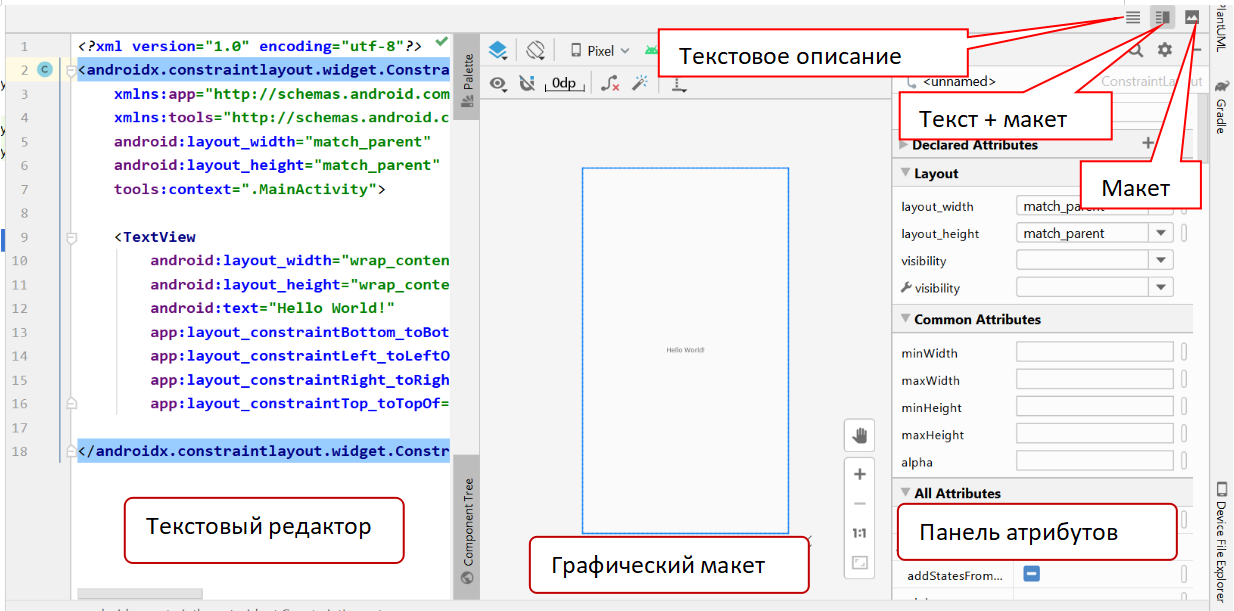 PlantUML
Gradle
Device File Explorer
Текстовое описание
Текст + макет
Макет
1 <?xml version="1.0" encoding="utf-8"?>
2 <androidx.constraintlayout.widget.Constra
3 xmlns:app="http://schemas.android.com
4 xmlns:tools="http://schemas.android.c
5 android:layout_width="match_parent"
6 android:layout_height="match_parent"
7 tools:context=".MainActivity">
8
9 <TextView
10 android:layout_width="wrap_conten
11 android:layout_height="wrap_conte
12 android:text="Hello World!"
13 app:layout_constraintBottom_toBot
14 app:layout_constraintLeft_toLeftO
15 app:layout_constraintRight_toRigh
16 app:layout_constraintTop_toTopOf=
17
18 </androidx.constraintlayout.widget.Constr
C
Текстовый редактор
Palette
Component Tree
Pixel
0dp
Hello World!
1:1
Графический макет
<unnamed>
ConstraintLayout
Declared Attributes
Layout
layout_width match_parent
layout_height match_parent
visibility
visibility
Common Attributes
minWidth
maxWidth
minHeight
maxHeight
alpha
All Attributes
Панель атрибутов
addStatesFrom...